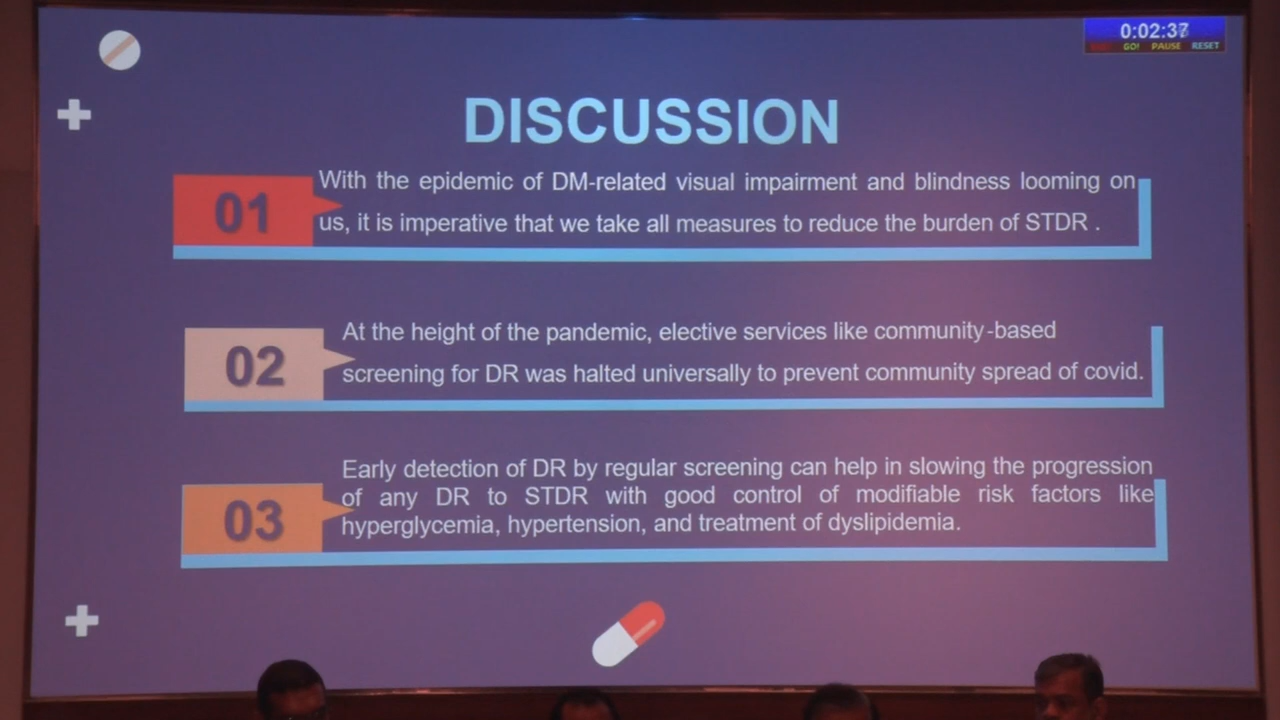 0:02:37
GO! PAUSE RESET
DISCUSSION
01
With the epidemic of DM-related visual impairment and blindness looming on
us, it is imperative that we take all measures to reduce the burden of STDR .
02
At the height of the pandemic, elective services like community-based
screening for DR was halted universally to prevent community spread of covid.
03
Early detection of DR by regular screening can help in slowing the progression
of any DR to STDR with good control of modifiable risk factors like
hyperglycemia, hypertension, and treatment of dyslipidemia.